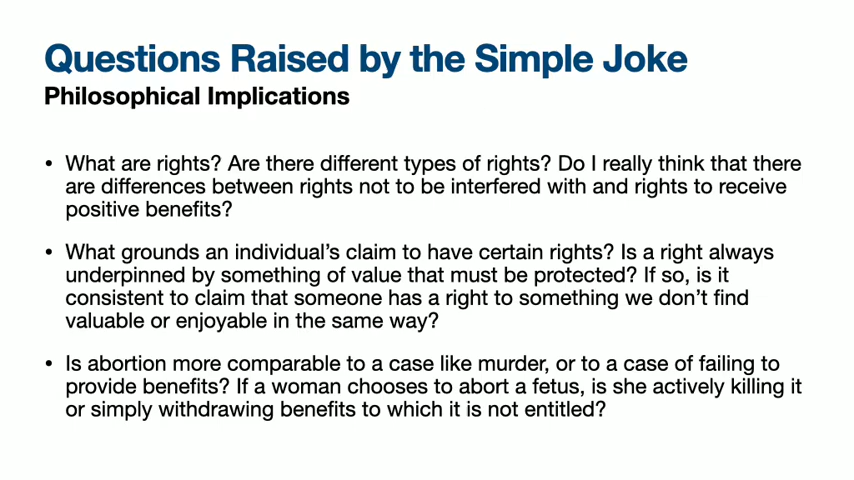 Questions Raised by the Simple Joke
Philosophical Implications
• What are rights? Are there different types of rights? Do I really think that there
are differences between rights not to be interfered with and rights to receive
positive benefits?
• What grounds an individual’s claim to have certain rights? Is a right always
underpinned by something of value that must be protected? If so, is it
consistent to claim that someone has a right to something we don’t find
valuable or enjoyable in the same way?
• Is abortion more comparable to a case like murder, or to a case of failing to
provide benefits? If a woman chooses to abort a fetus, is she actively killing it
or simply withdrawing benefits to which it is not entitled?